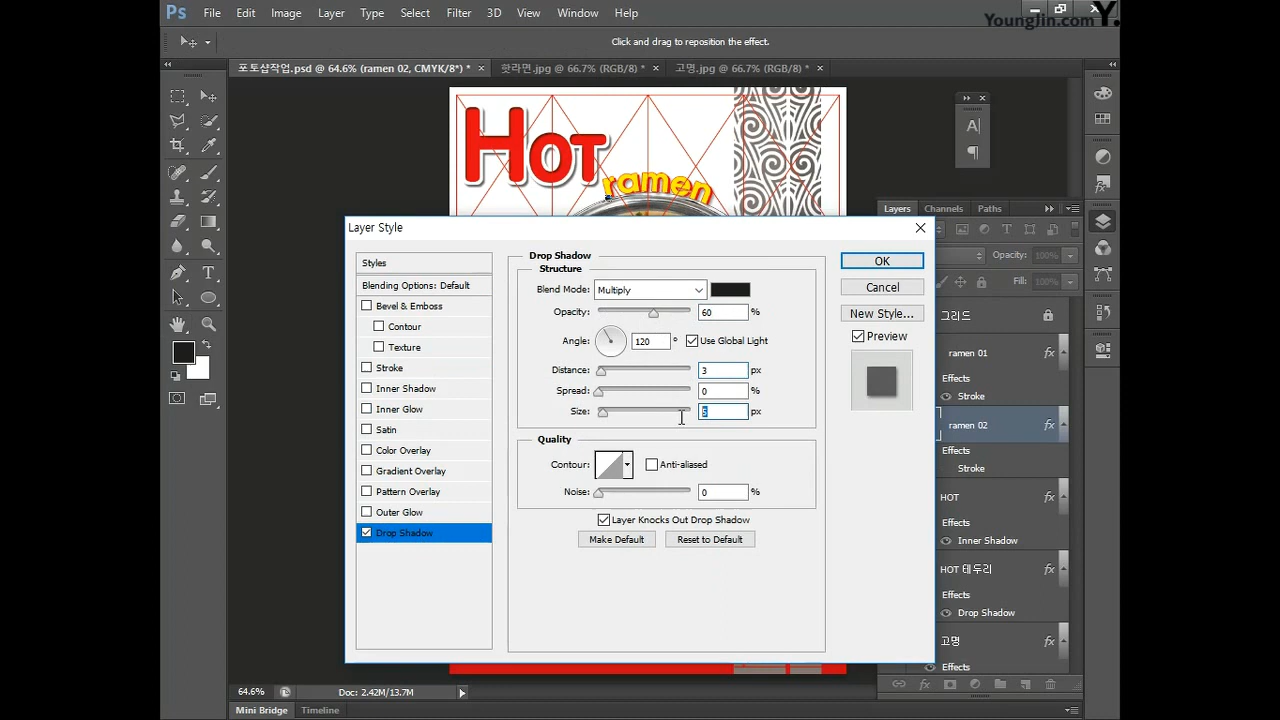 Ps File Edit Image Layer Type Select Filter 3D View Window Help
YoungJin.com Y.
Click and drag to reposition the effect.
포토샵작업.psd @ 64.6% (ramen 02, CMYK/8*) * × 핫라면.jpg @ 66.7% (RGB/8) * × 고명.jpg @ 66.7% (RGB/8) * ×
HOT
ramen
Layers Channels Paths
Opacity: 100%
Fill: 100%
그리드
ramen 01 fx
Effects
Stroke
ramen 02 fx
Effects
Stroke
HOT fx
Effects
Inner Shadow
HOT 테두리 fx
Effects
Drop Shadow
고명 fx
Effects
Layer Style
Styles
Blending Options: Default
Bevel & Emboss
Contour
Texture
Stroke
Inner Shadow
Inner Glow
Satin
Color Overlay
Gradient Overlay
Pattern Overlay
Outer Glow
Drop Shadow
Drop Shadow
Structure
Blend Mode: Multiply
Opacity: 60 %
Angle: 120 ° Use Global Light
Distance: 3 px
Spread: 0 %
Size: 5 px
Quality
Contour: Anti-aliased
Noise: 0 %
Layer Knocks Out Drop Shadow
Make Default Reset to Default
OK
Cancel
New Style...
Preview
64.6% Doc: 2.42M/13.7M
Mini Bridge Timeline